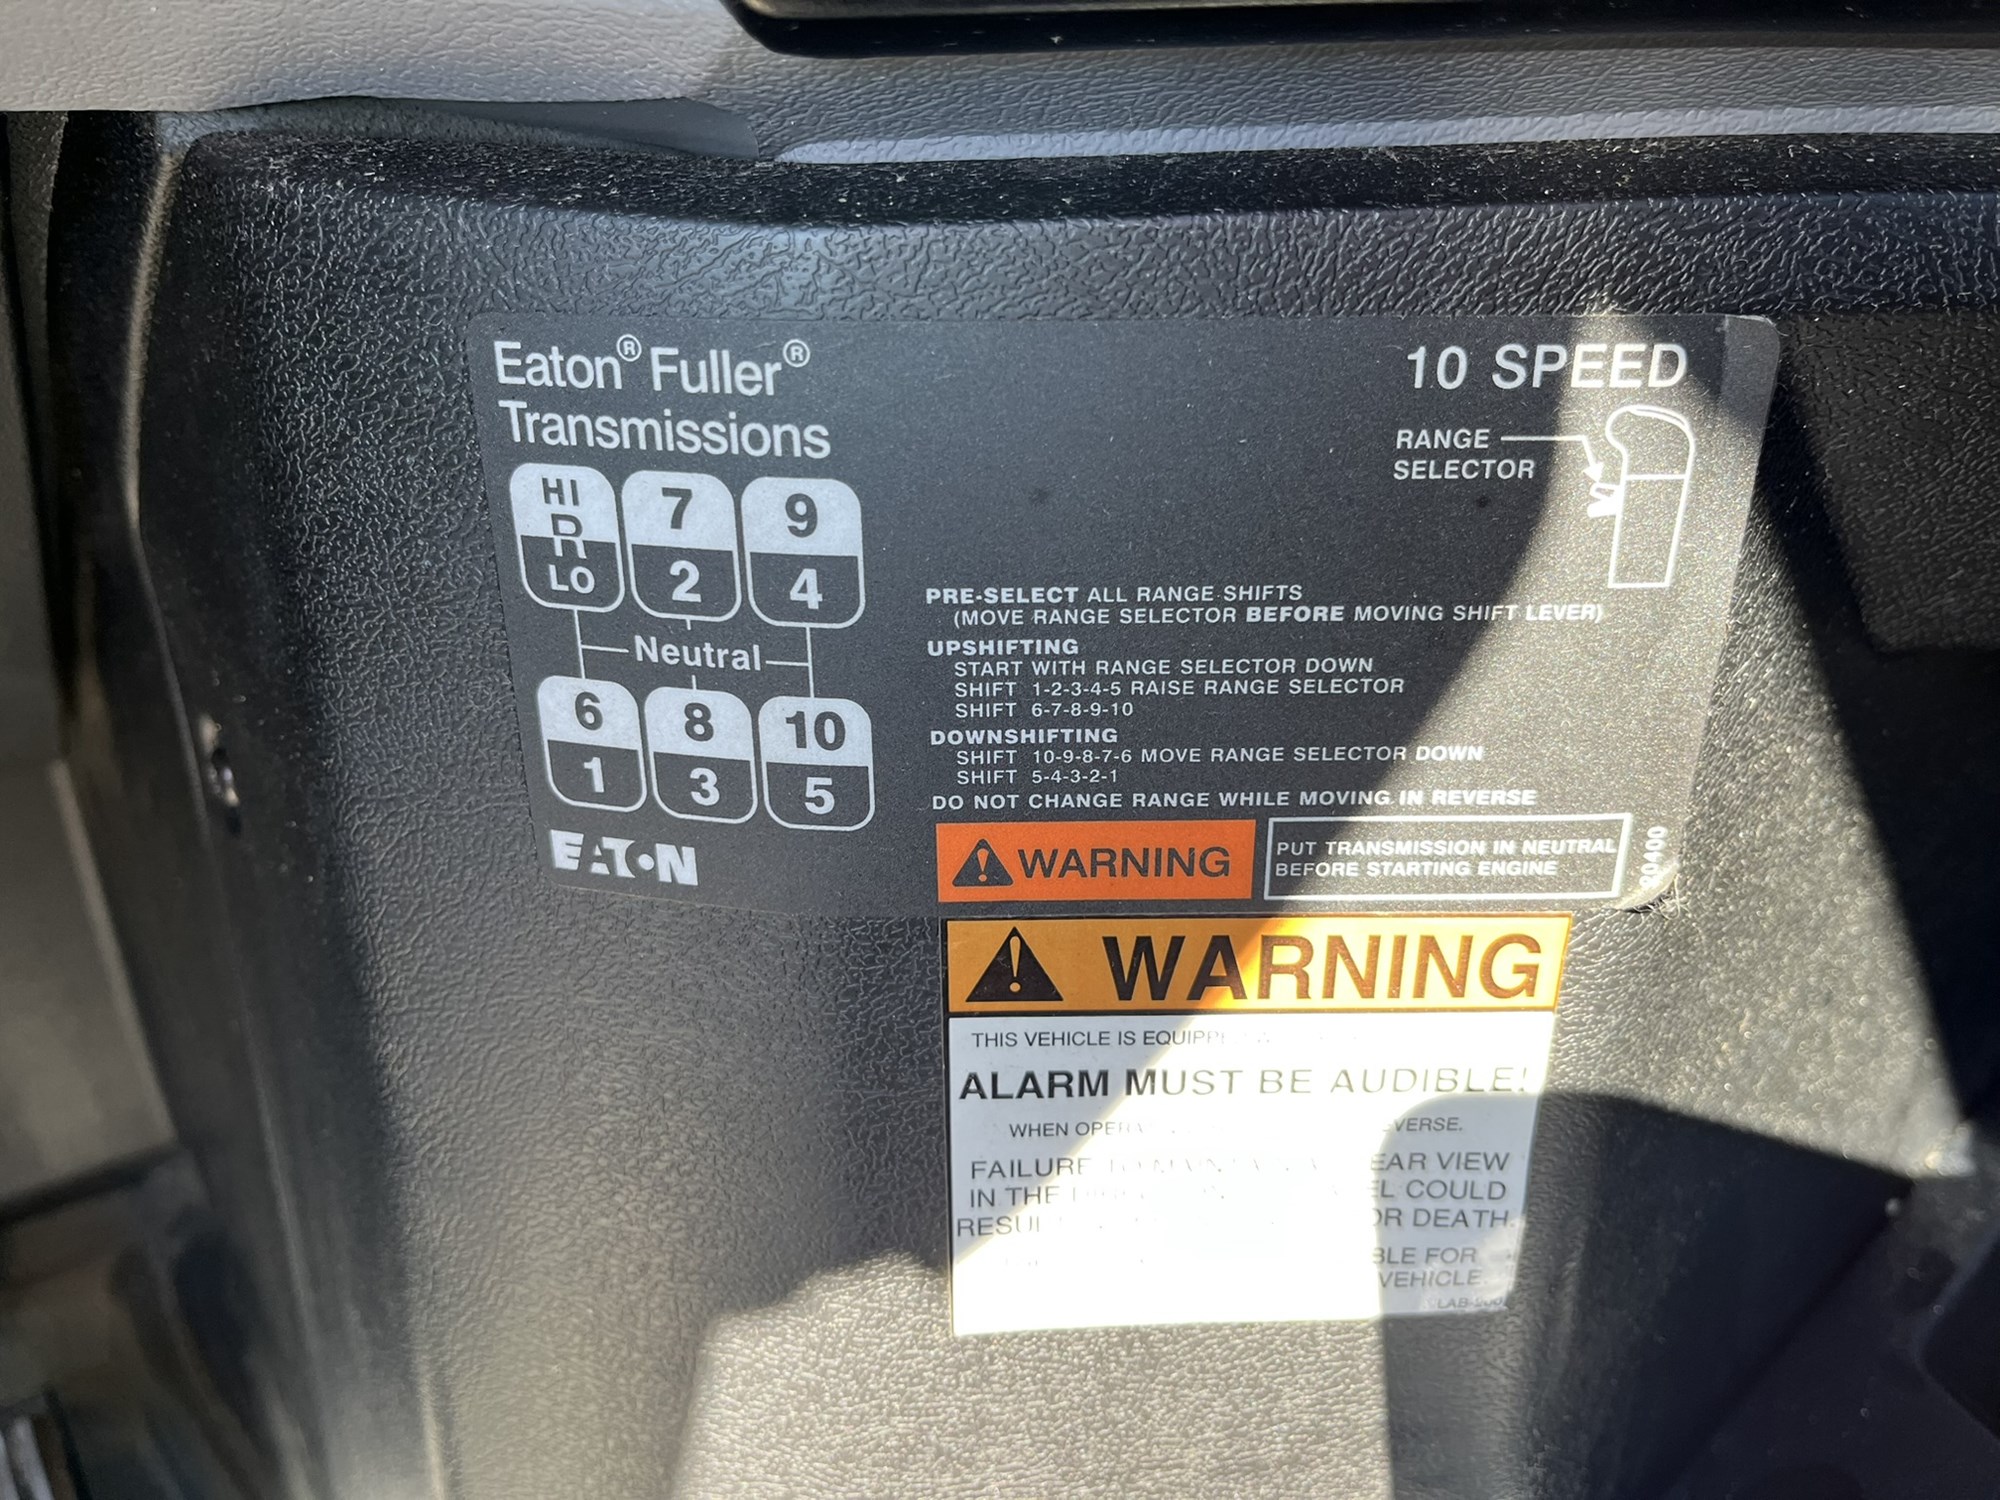 Eaton® Fuller®
Transmissions
HI
R
LO
7
2
9
4
Neutral
6
1
8
3
10
5
EATON
10 SPEED
RANGE
SELECTOR
PRE-SELECT ALL RANGE SHIFTS
(MOVE RANGE SELECTOR BEFORE MOVING SHIFT LEVER)
UPSHIFTING
START WITH RANGE SELECTOR DOWN
SHIFT 1-2-3-4-5 RAISE RANGE SELECTOR
SHIFT 6-7-8-9-10
DOWNSHIFTING
SHIFT 10-9-8-7-6 MOVE RANGE SELECTOR DOWN
SHIFT 5-4-3-2-1
DO NOT CHANGE RANGE WHILE MOVING IN REVERSE
WARNING
PUT TRANSMISSION IN NEUTRAL
BEFORE STARTING ENGINE
WARNING
THIS VEHICLE IS
ALARM MUST BE AUDIBLE!
WHEN
FAILURE TO VIEW
IN THE COULD
OR DEATH.
FOR
VEHICLE.